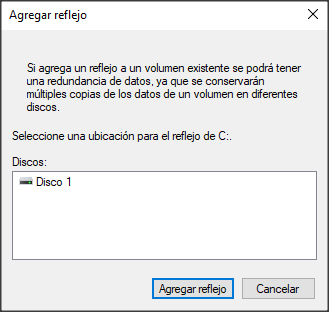 Agregar reflejo
Si agrega un reflejo a un volumen existente se podrá tener
una redundancia de datos, ya que se conservarán
múltiples copias de los datos de un volumen en diferentes
discos.
Seleccione una ubicación para el reflejo de C:.
Discos:
Disco 1
Agregar reflejo
Cancelar